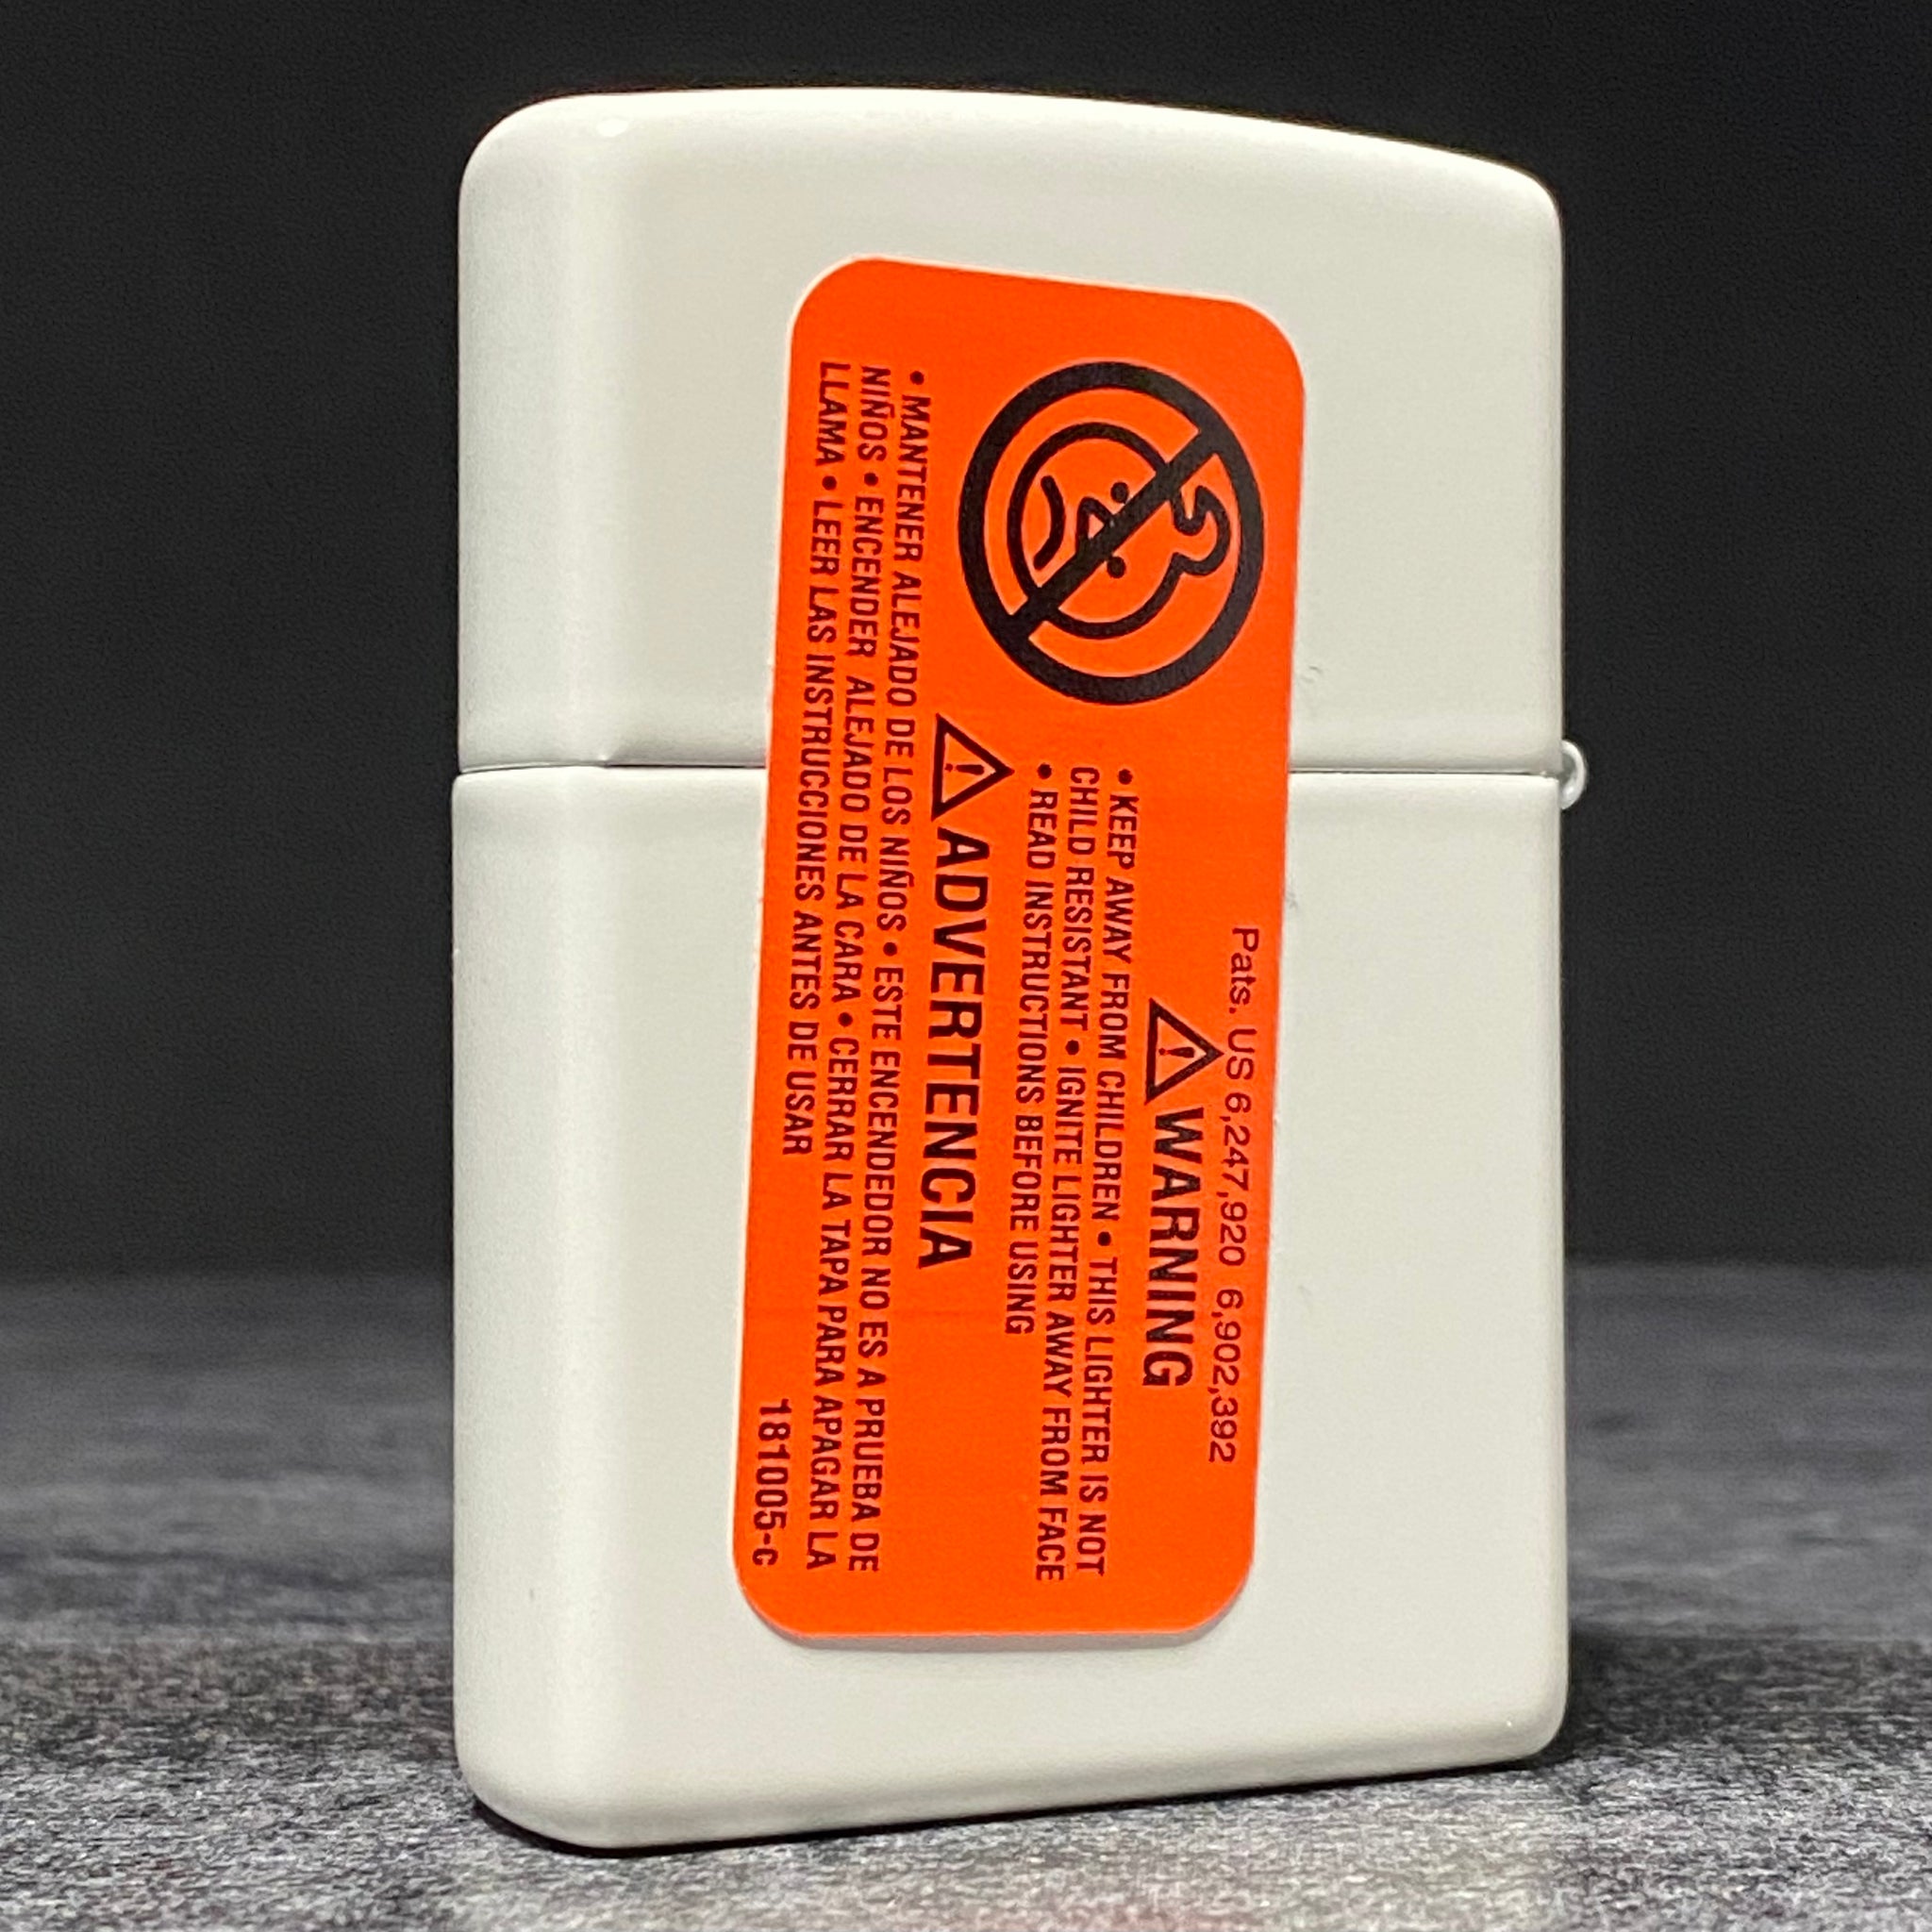 Pats. US 6,247,920 6,902,392
WARNING
• KEEP AWAY FROM CHILDREN • THIS LIGHTER IS NOT
CHILD RESISTANT • IGNITE LIGHTER AWAY FROM FACE
• READ INSTRUCTIONS BEFORE USING
ADVERTENCIA
• MANTENER ALEJADO DE LOS NIÑOS • ESTE ENCENDEDOR NO ES A PRUEBA DE
NIÑOS • ENCENDER ALEJADO DE LA CARA • CERRAR LA TAPA PARA APAGAR LA
LLAMA • LEER LAS INSTRUCCIONES ANTES DE USAR
181005-c